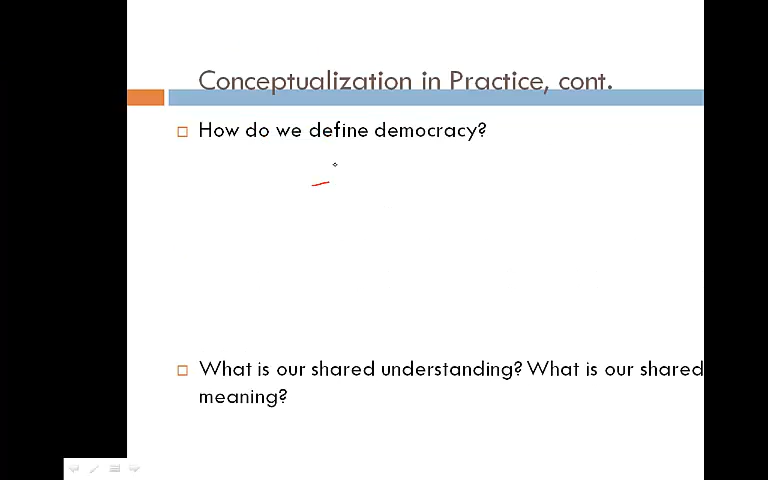 Conceptualization in Practice, cont.
How do we define democracy?
What is our shared understanding? What is our shared
meaning?